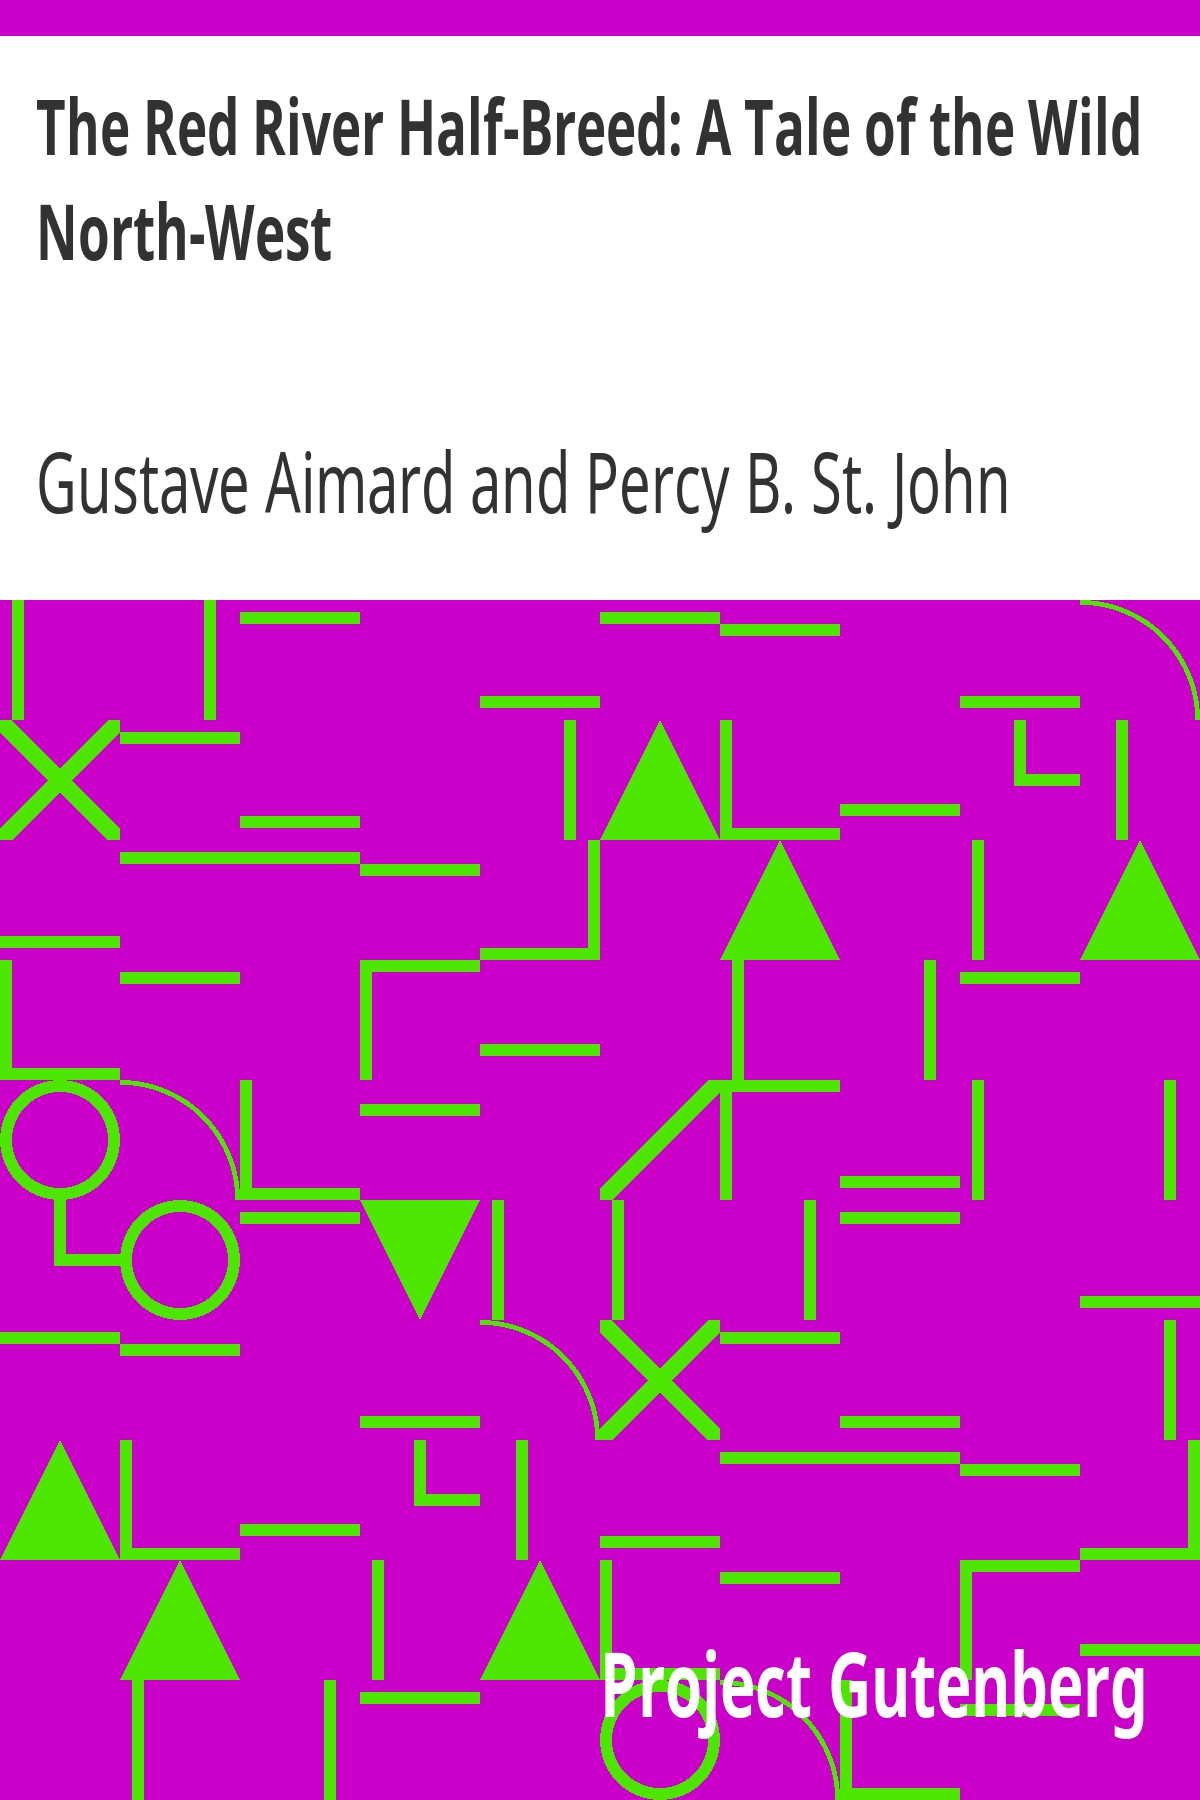 The Red River Half-Breed: A Tale of the Wild
North-West
Gustave Aimard and Percy B. St. John
Project Gutenberg